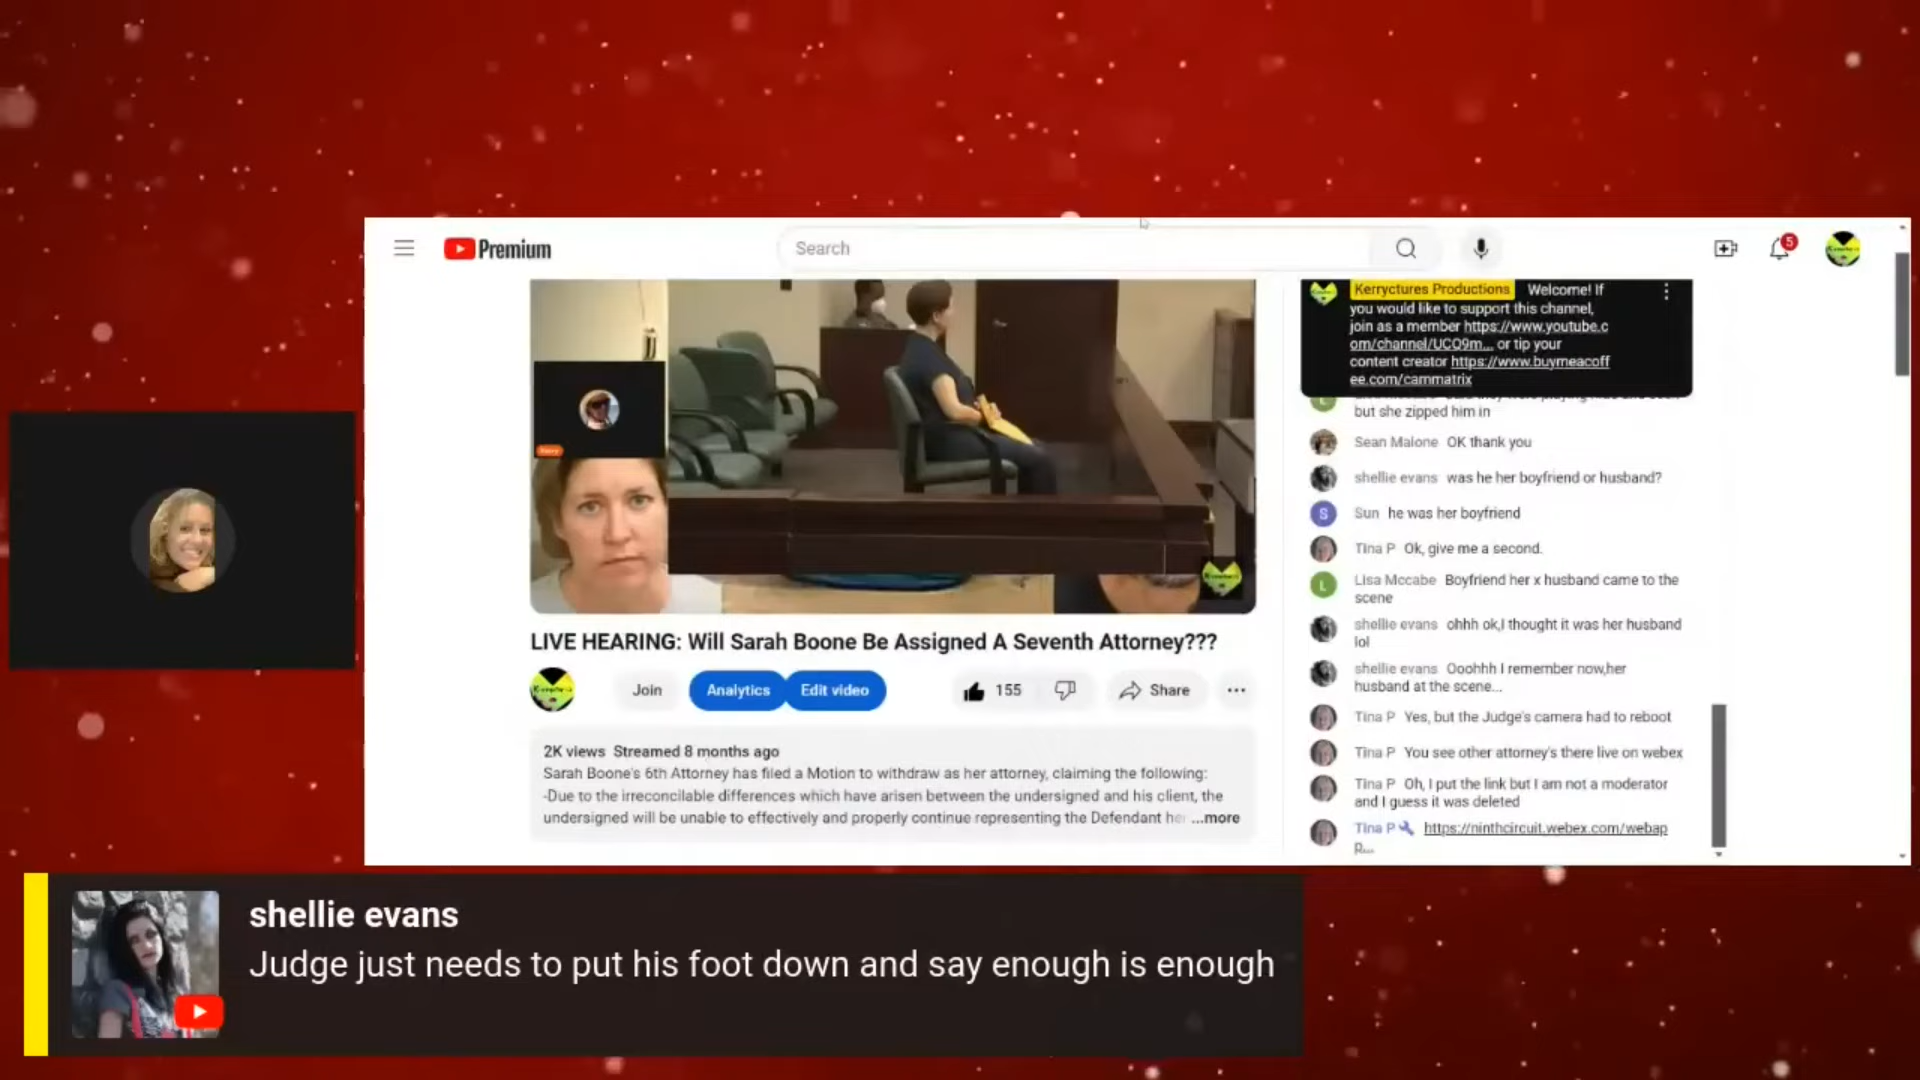 Premium
Search
5
Kerryctures Productions Welcome! If
you would like to support this channel,
join as a member https://www.youtube.c
om/channel/UCQ9m... or tip your
content creator https://www.buymeacoff
ee.com/cammatrix
but she zipped him in
Sean Malone OK thank you
shellie evans was he her boyfriend or husband?
S Sun he was her boyfriend
Tina P Ok, give me a second.
L Lisa Mccabe Boyfriend her x husband came to the
scene
shellie evans ohhh ok,I thought it was her husband
lol
shellie evans Ooohhh I remember now,her
husband at the scene...
Tina P Yes, but the Judge's camera had to reboot
Tina P You see other attorney's there live on webex
Tina P Oh, I put the link but I am not a moderator
and I guess it was deleted
Tina P https://ninthcircuit.webex.com/webap
p...
LIVE HEARING: Will Sarah Boone Be Assigned A Seventh Attorney???
Join Analytics Edit video 155 Share
2K views Streamed 8 months ago
Sarah Boone's 6th Attorney has filed a Motion to withdraw as her attorney, claiming the following:
-Due to the irreconcilable differences which have arisen between the undersigned and his client, the
undersigned will be unable to effectively and properly continue representing the Defendant her ...more
shellie evans
Judge just needs to put his foot down and say enough is enough